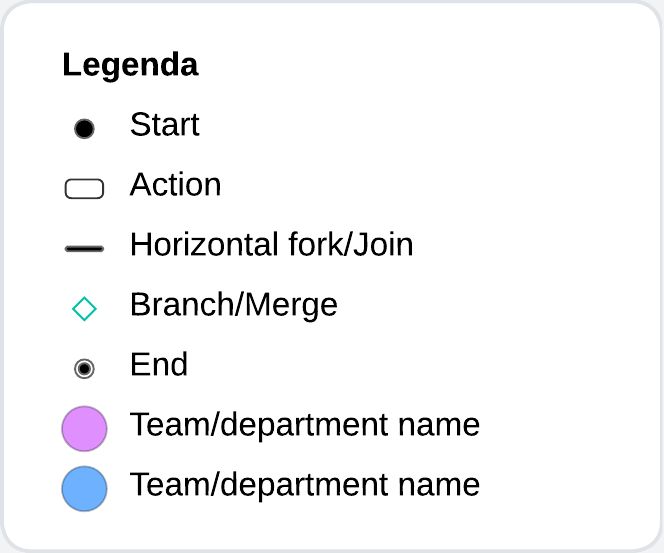 Legenda
Start
Action
Horizontal fork/Join
Branch/Merge
End
Team/department name
Team/department name